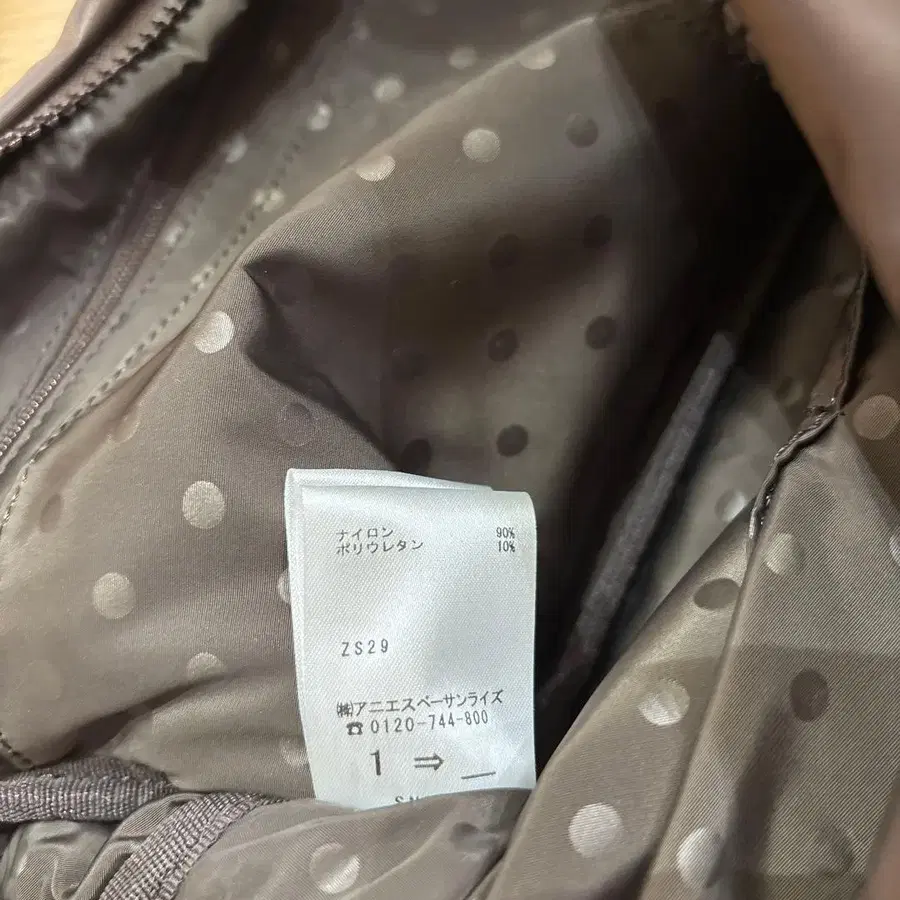 ナイロン 90%
ポリウレタン 10%
ZS29
㈱アニエスベーサンライズ
☎0120-744-800
1 ⇒ _